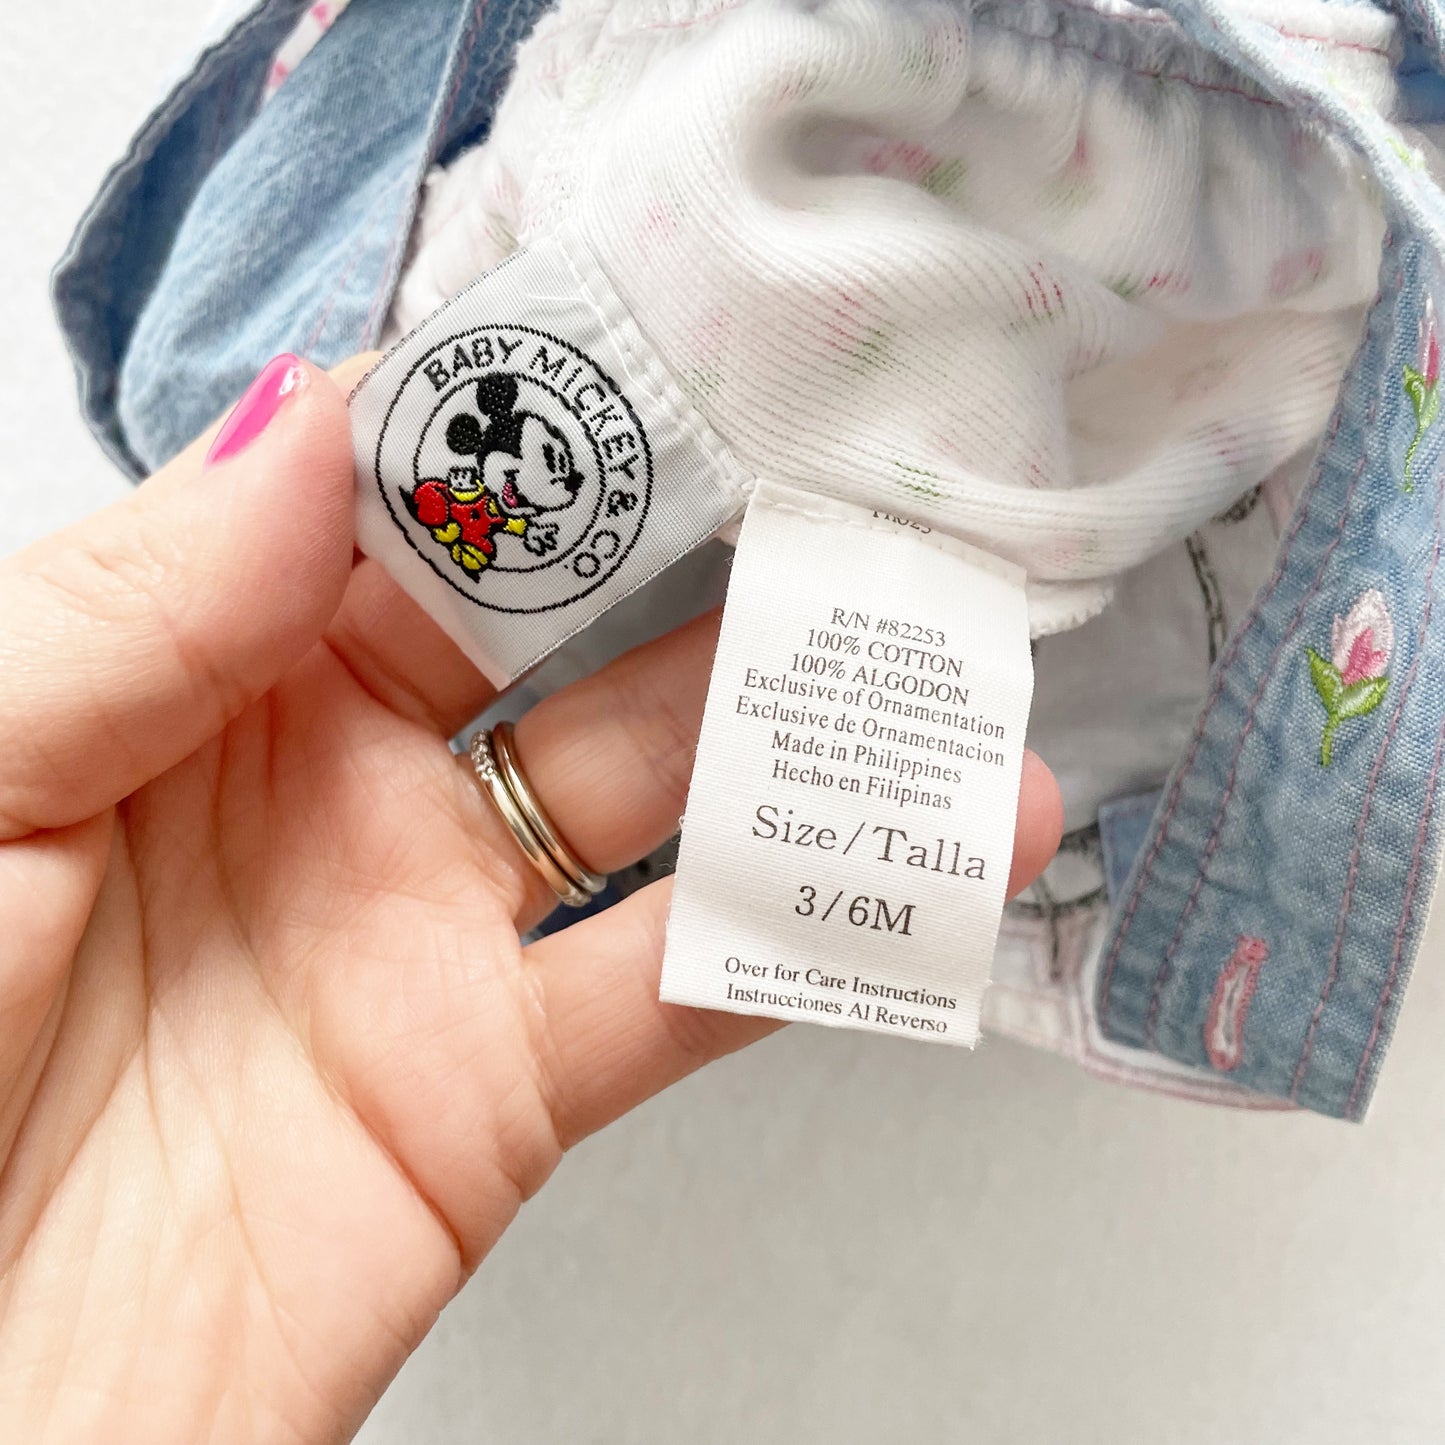 BABY MICKEY & CO.
R/N #82253
100% COTTON
100% ALGODON
Exclusive of Ornamentation
Exclusive de Ornamentacion
Made in Philippines
Hecho en Filipinas
Size/Talla
3/6M
Over for Care Instructions
Instrucciones Al Reverso